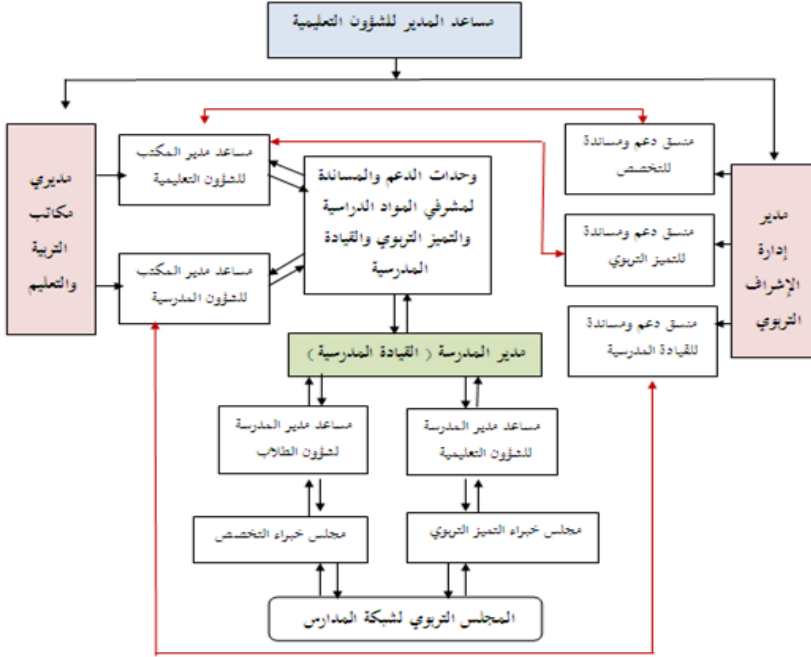 مساعد المدير للشؤون التعليمية
منسق دعم ومساندة
للتخصص
مدير
إدارة
الإشراف
التربوي
منسق دعم ومساندة
للتميز التربوي
منسق دعم ومساندة
للقيادة المدرسية
وحدات الدعم والمساندة
لمشرفي المواد الدراسية
والتميز التربوي والقيادة
المدرسية
مساعد مدير المكتب
للشؤون التعليمية
مساعد مدير المكتب
للشؤون المدرسية
مديري
مكاتب
التربية
والتعليم
مدير المدرسة ( القيادة المدرسية )
مساعد مدير المدرسة
للشؤون التعليمية
مساعد مدير المدرسة
لشؤون الطلاب
مجلس خبراء التميز التربوي
مجلس خبراء التخصص
المجلس التربوي لشبكة المدارس